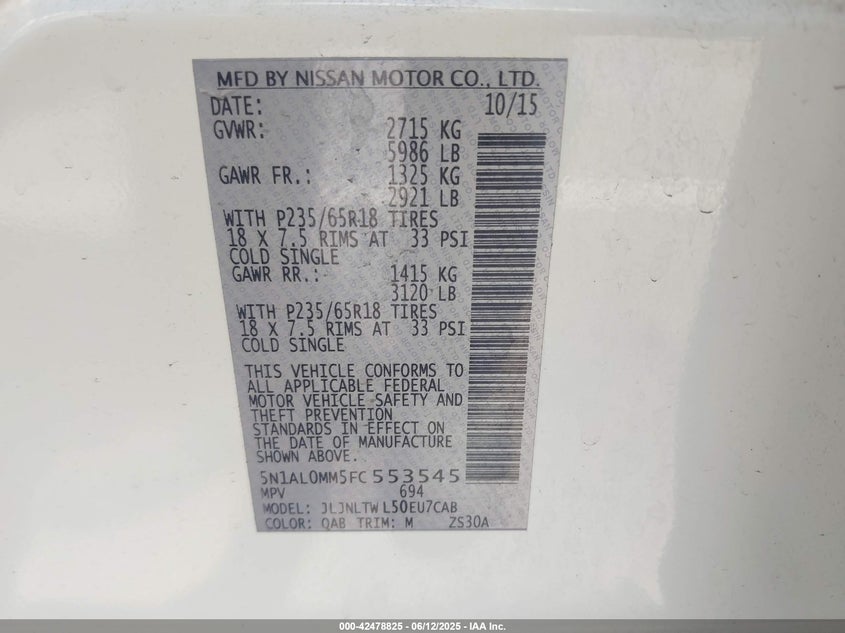 MFD BY NISSAN MOTOR CO., LTD.
DATE: 10/15
GVWR: 2715 KG
5986 LB
GAWR FR.: 1325 KG
2921 LB
WITH P235/65R18 TIRES
18 X 7.5 RIMS AT 33 PSI
COLD SINGLE
GAWR RR.: 1415 KG
3120 LB
WITH P235/65R18 TIRES
18 X 7.5 RIMS AT 33 PSI
COLD SINGLE
THIS VEHICLE CONFORMS TO
ALL APPLICABLE FEDERAL
MOTOR VEHICLE SAFETY AND
THEFT PREVENTION
STANDARDS IN EFFECT ON
THE DATE OF MANUFACTURE
SHOWN ABOVE.
5N1AL0MM5FC553545
MPV 694
MODEL: JLJNLTW L50EU7CAB
COLOR: QAB TRIM: M ZS30A
000-42478825 - 06/12/2025 - IAA Inc.